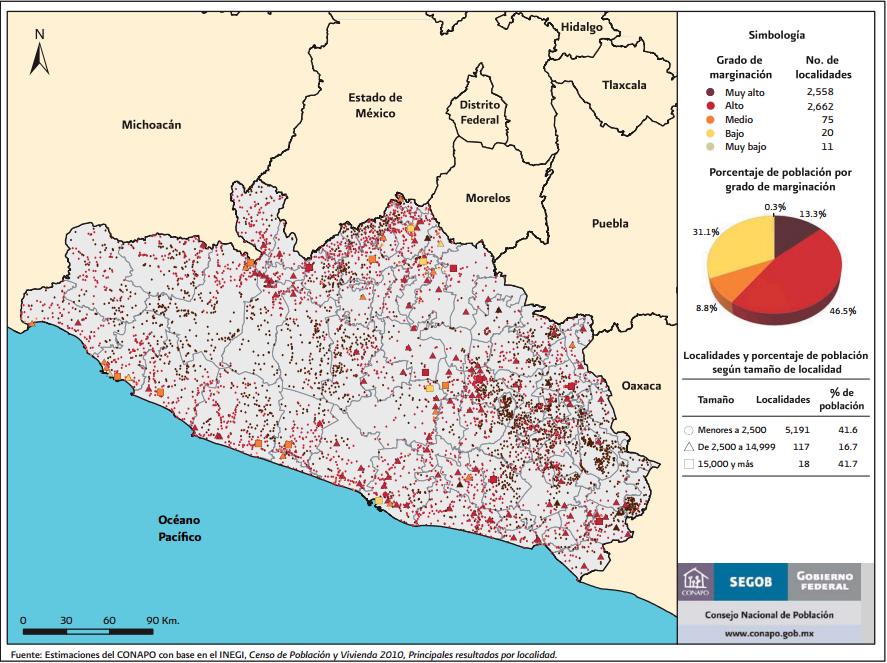 N
Michoacán
Estado de
México
Distrito
Federal
Hidalgo
Tlaxcala
Morelos
Puebla
Oaxaca
Océano
Pacífico
0 30 60 90 Km.
Simbología
Grado de marginación No. de localidades
Muy alto 2,558
Alto 2,662
Medio 75
Bajo 20
Muy bajo 11
Porcentaje de población por
grado de marginación
0.3%
13.3%
31.1%
8.8%
46.5%
Localidades y porcentaje de población
según tamaño de localidad
Tamaño Localidades % de población
Menores a 2,500 5,191 41.6
De 2,500 a 14,999 117 16.7
15,000 y más 18 41.7
CONAPO
SEGOB
GOBIERNO
FEDERAL
Consejo Nacional de Población
www.conapo.gob.mx
Fuente: Estimaciones del CONAPO con base en el INEGI, Censo de Población y Vivienda 2010, Principales resultados por localidad.